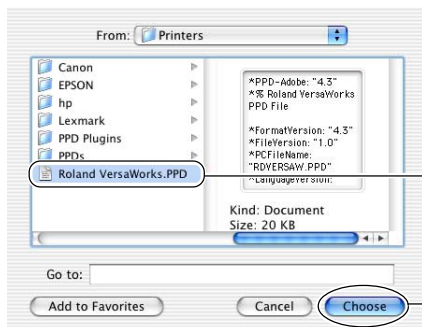 From: Printers
Canon
EPSON
hp
Lexmark
PPD Plugins
PPDs
Roland VersaWorks.PPD
*PPD-Adobe: "4.3"
*% Roland VersaWorks
PPD File
*FormatVersion: "4.3"
*FileVersion: "1.0"
*PCFileName:
"RDVERSAW.PPD"
*LanguageVersion:
Kind: Document
Size: 20 KB
Go to:
Add to Favorites
Cancel
Choose